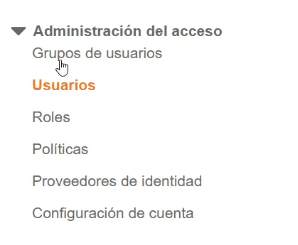 Administración del acceso
Grupos de usuarios
Usuarios
Roles
Políticas
Proveedores de identidad
Configuración de cuenta